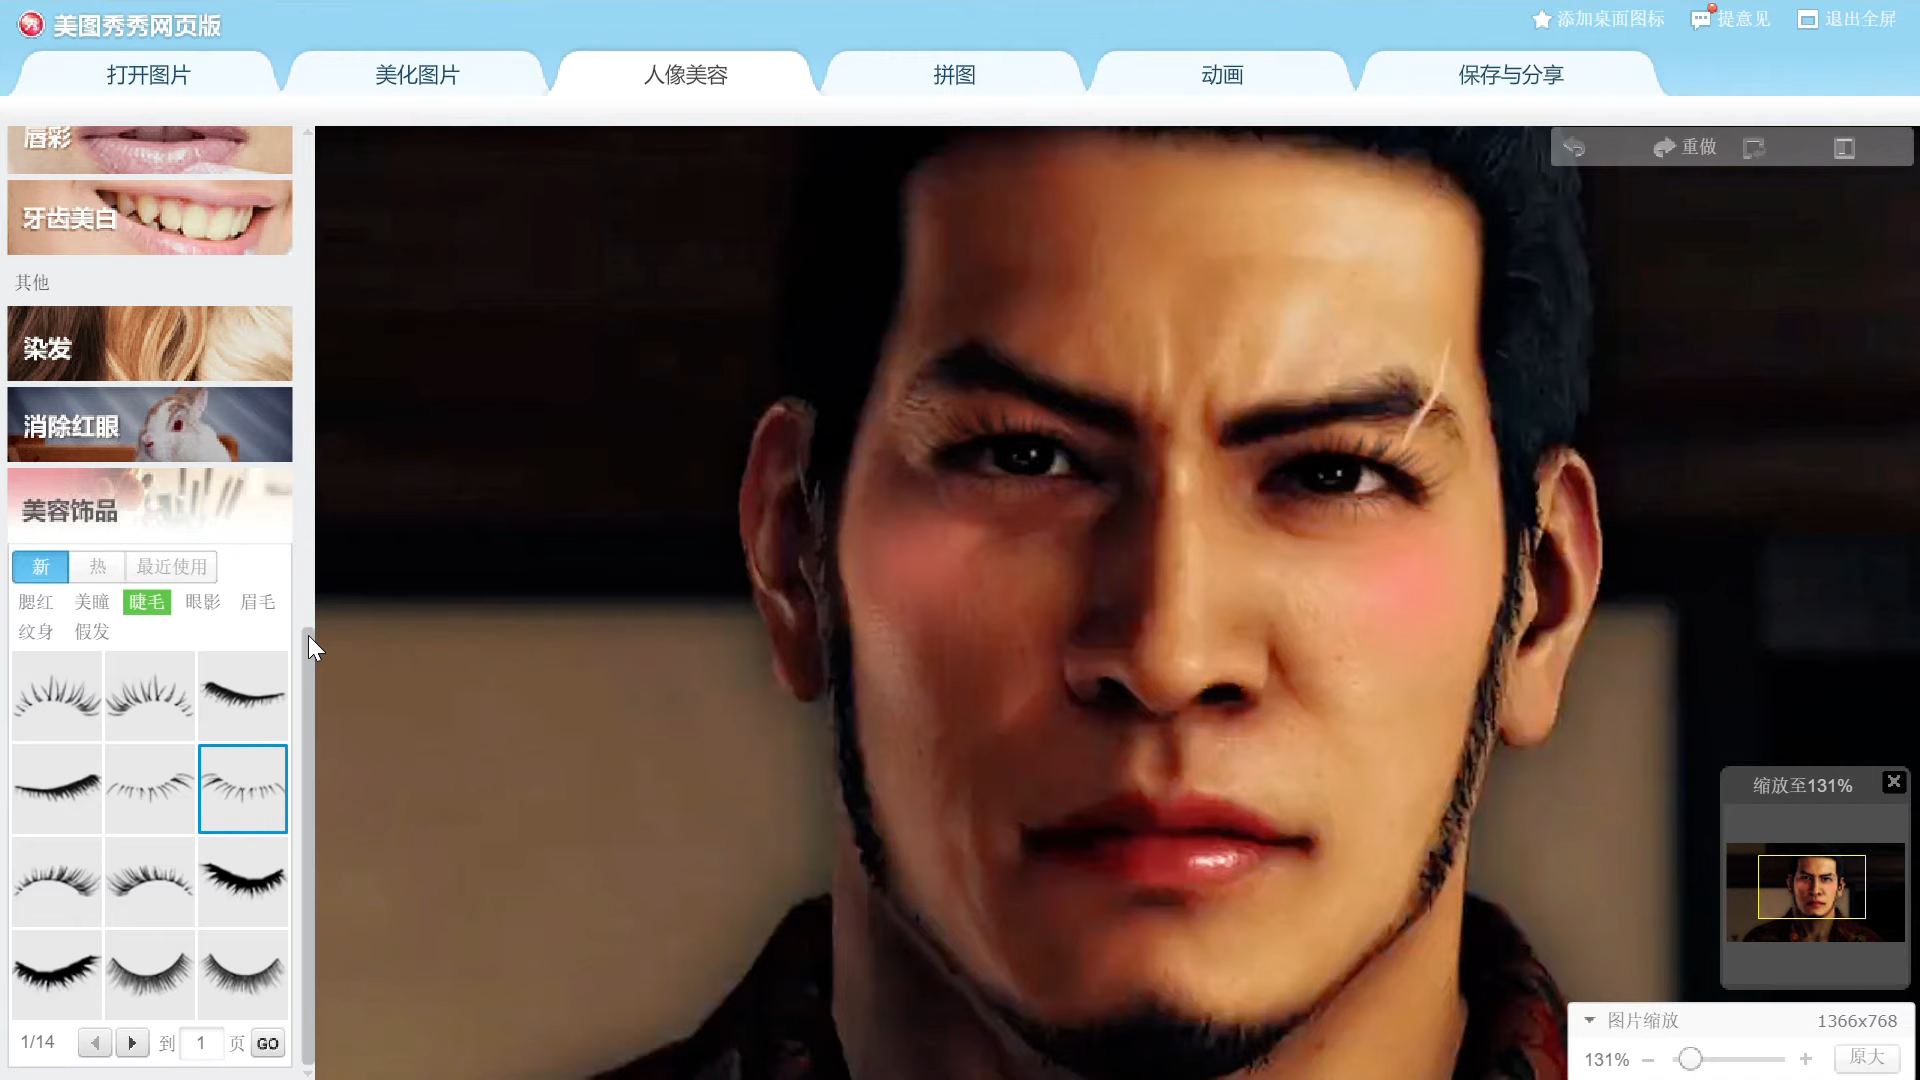 美图秀秀网页版
添加桌面图标
提意见
退出全屏
打开图片
美化图片
人像美容
拼图
动画
保存与分享
重做
唇彩
牙齿美白
其他
染发
消除红眼
美容饰品
新
热
最近使用
腮红
美瞳
睫毛
眼影
眉毛
纹身
假发
1/14
到
1
页
GO
缩放至131%
图片缩放
1366x768
131%
原大